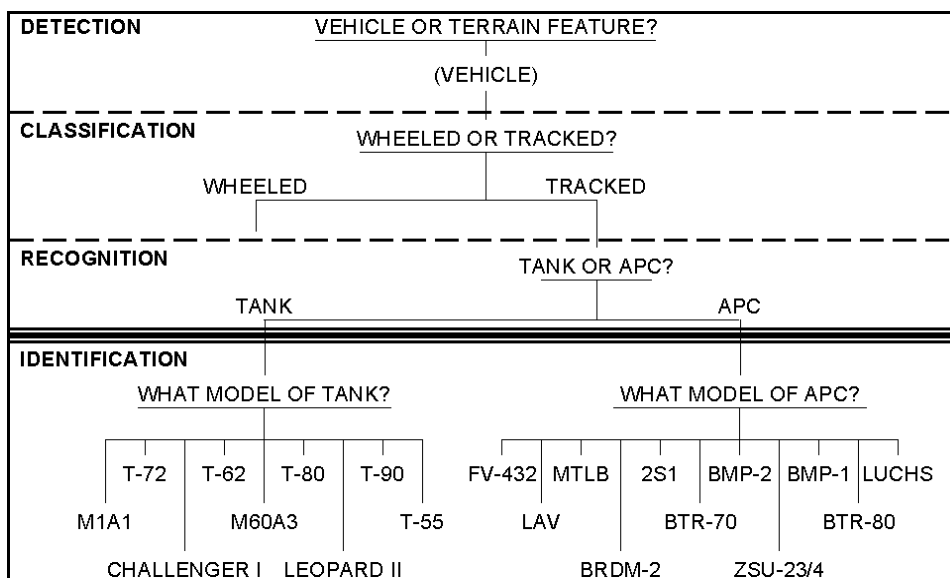 DETECTION
VEHICLE OR TERRAIN FEATURE?
(VEHICLE)
CLASSIFICATION
WHEELED OR TRACKED?
WHEELED
TRACKED
RECOGNITION
TANK OR APC?
TANK
APC
IDENTIFICATION
WHAT MODEL OF TANK?
T-72
T-62
T-80
T-90
M1A1
M60A3
T-55
CHALLENGER I
LEOPARD II
WHAT MODEL OF APC?
FV-432
MTLB
2S1
BMP-2
BMP-1
LUCHS
LAV
BTR-70
BTR-80
BRDM-2
ZSU-23/4